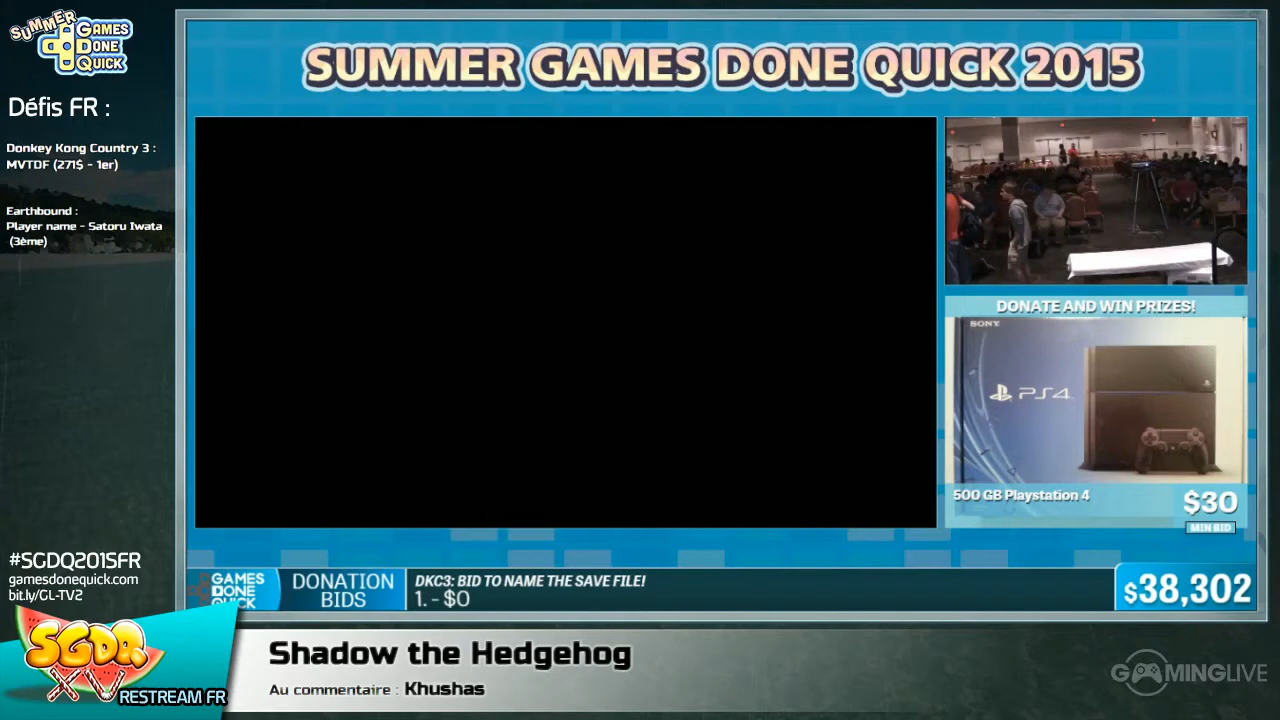 SUMMER
GAMES
DONE
QUICK
Défis FR :
Donkey Kong Country 3 :
MVTDF (271$ - 1er)
Earthbound :
Player name - Satoru Iwata
(3ème)
#SGDQ2015FR
gamesdonequick.com
bit.ly/GL-TV2
SUMMER GAMES DONE QUICK 2015
DONATE AND WIN PRIZES!
SONY
PS4
500 GB Playstation 4
$30
MIN BID
GAMES
DONE
QUICK
DONATION
BIDS
DKC3: BID TO NAME THE SAVE FILE!
1. - $0
$38,302
SGDQ
XV
RESTREAM FR
Shadow the Hedgehog
Au commentaire : Khushas
GAMINGLIVE